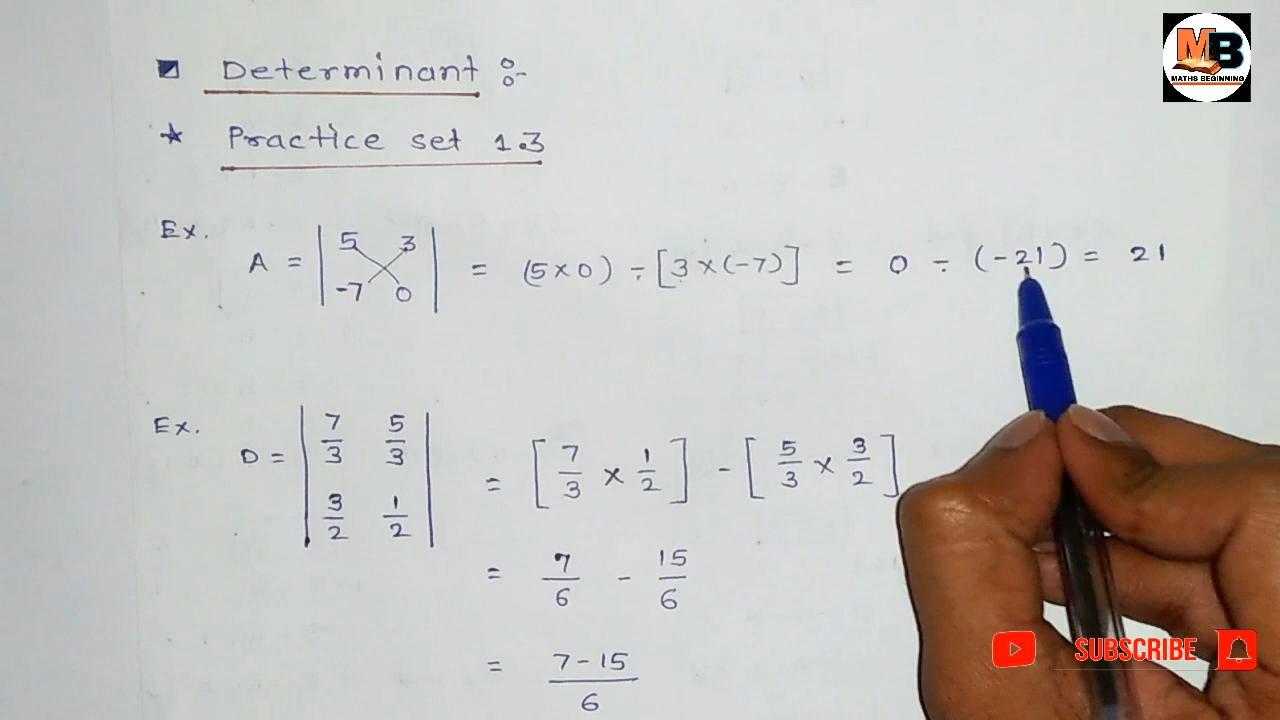 MB
MATHS BEGINNING
Determinant :-
* Practice set 1.3
Ex.
A = | 5 3 | = (5×0) ÷ [3×(-7)] = 0 ÷ (-21) = 21
| -7 0 |
Ex.
D = | 7/3 5/3 | = [7/3 × 1/2] - [5/3 × 3/2]
| 3/2 1/2 |
= 7/6 - 15/6
= 7-15/6
SUBSCRIBE